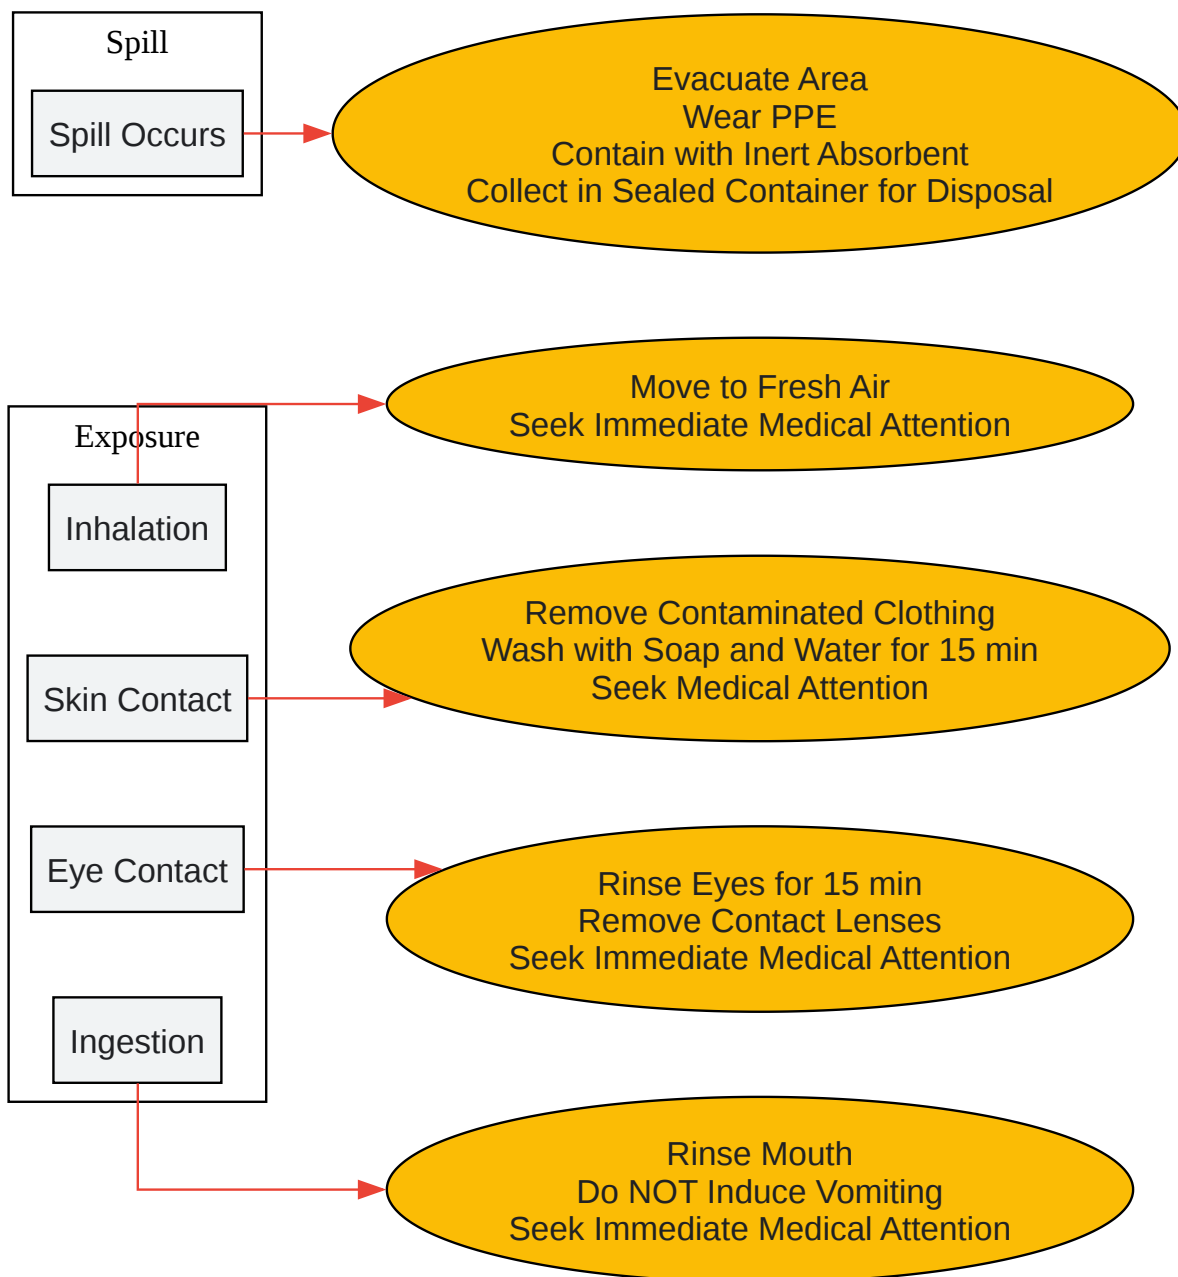 Spill
Spill Occurs
Evacuate Area
Wear PPE
Contain with Inert Absorbent
Collect in Sealed Container for Disposal
Exposure
Inhalation
Move to Fresh Air
Seek Immediate Medical Attention
Skin Contact
Remove Contaminated Clothing
Wash with Soap and Water for 15 min
Seek Medical Attention
Eye Contact
Rinse Eyes for 15 min
Remove Contact Lenses
Seek Immediate Medical Attention
Ingestion
Rinse Mouth
Do NOT Induce Vomiting
Seek Immediate Medical Attention